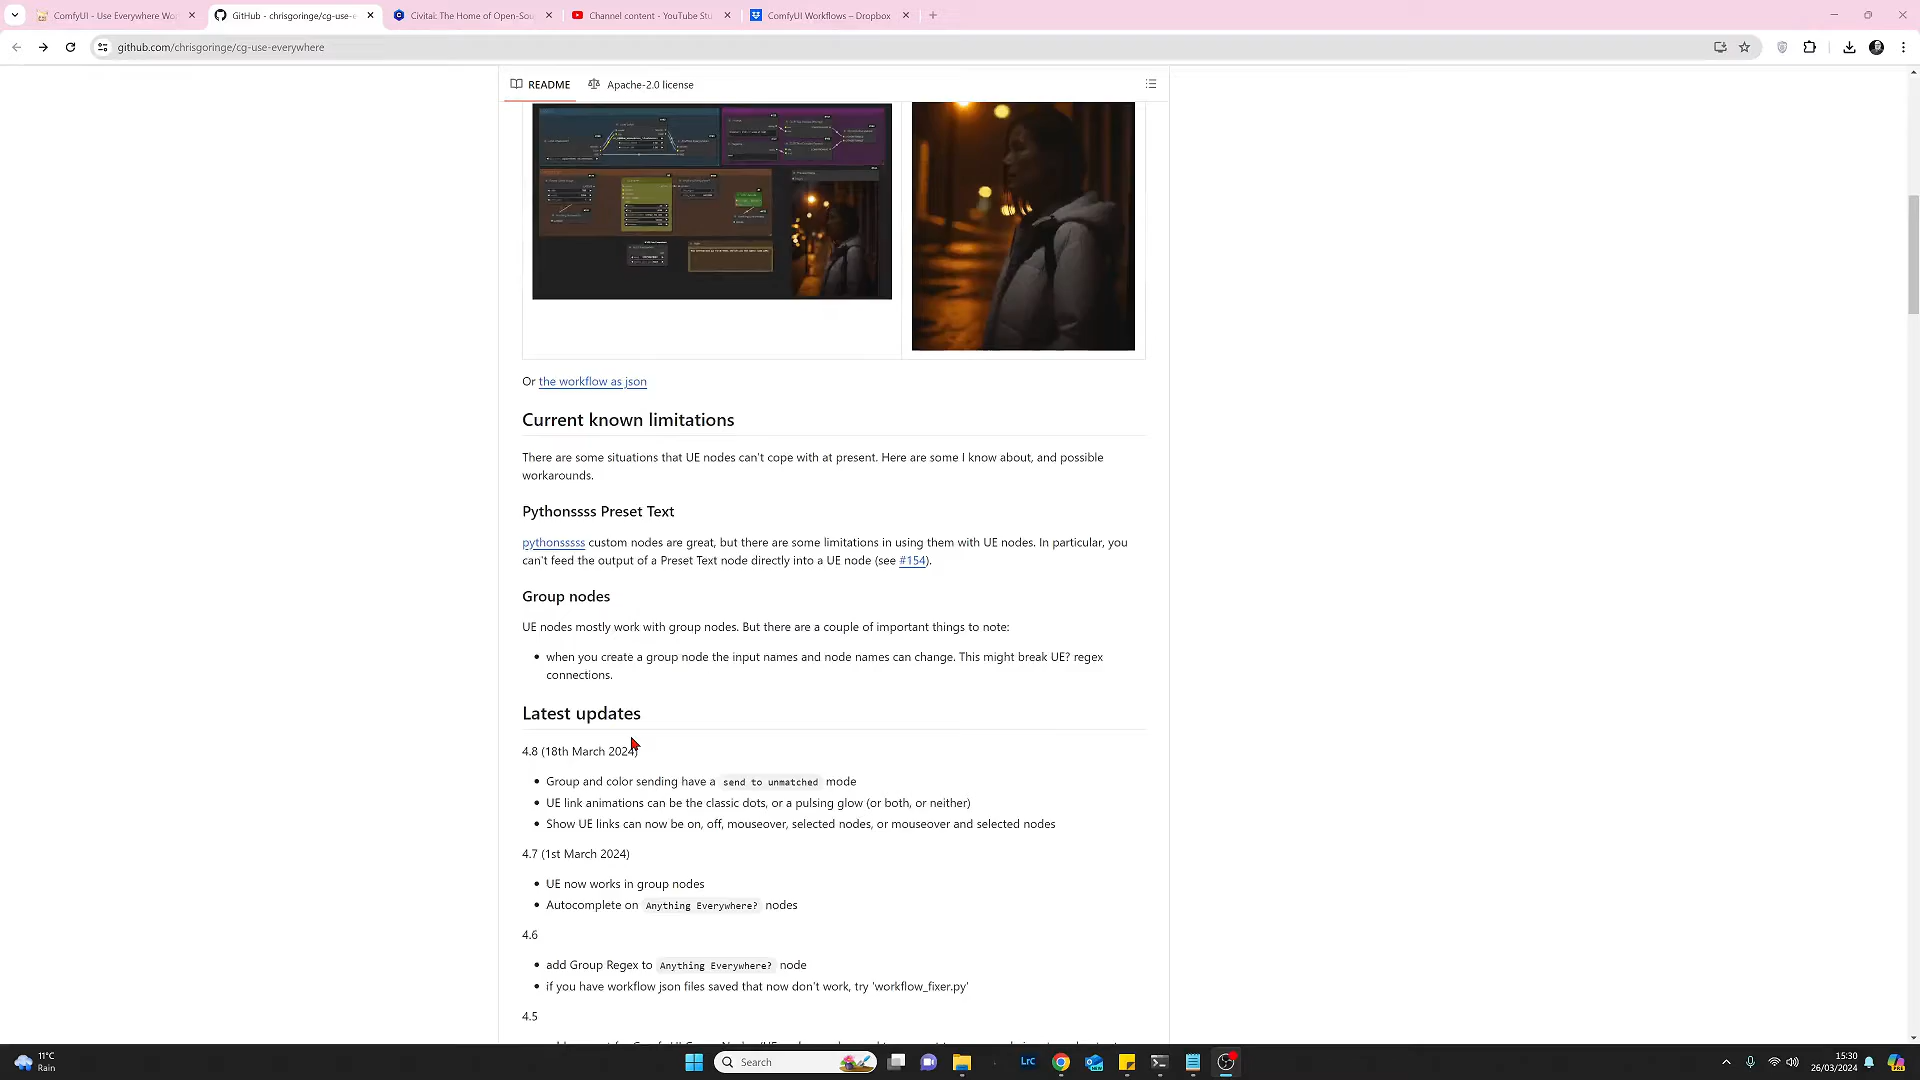 ComfyUI - Use Everywhere Wo
GitHub - chrisgoringe/cg-use-e
Civitai: The Home of Open-Sou
Channel content - YouTube Stu
ComfyUI Workflows – Dropbox
github.com/chrisgoringe/cg-use-everywhere
README
Apache-2.0 license
Or the workflow as json
Current known limitations
There are some situations that UE nodes can't cope with at present. Here are some I know about, and possible
workarounds.
Pythonssss Preset Text
pythonsssss custom nodes are great, but there are some limitations in using them with UE nodes. In particular, you
can't feed the output of a Preset Text node directly into a UE node (see #154).
Group nodes
UE nodes mostly work with group nodes. But there are a couple of important things to note:
• when you create a group node the input names and node names can change. This might break UE? regex
connections.
Latest updates
4.8 (18th March 2024)
• Group and color sending have a send to unmatched mode
• UE link animations can be the classic dots, or a pulsing glow (or both, or neither)
• Show UE links can now be on, off, mouseover, selected nodes, or mouseover and selected nodes
4.7 (1st March 2024)
• UE now works in group nodes
• Autocomplete on Anything Everywhere? nodes
4.6
• add Group Regex to Anything Everywhere? node
• if you have workflow json files saved that now don't work, try 'workflow_fixer.py'
4.5
11°C
Rain
Search
LrC
15:30
26/03/2024